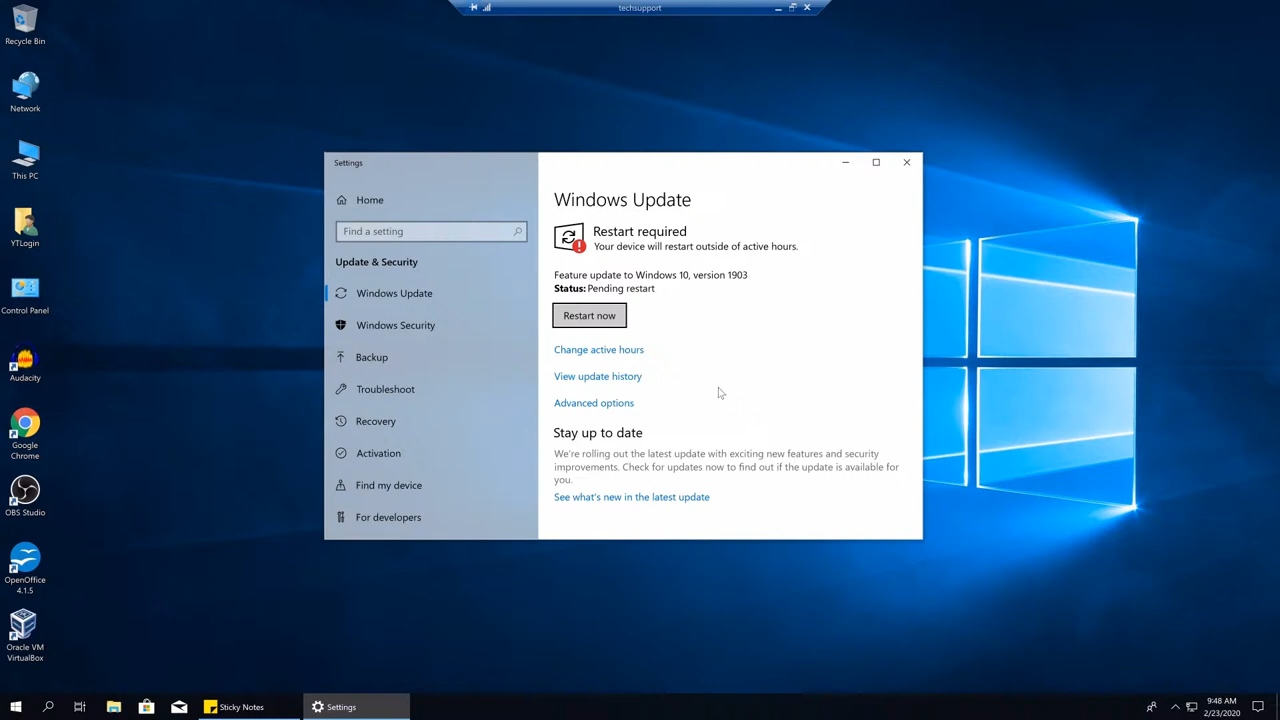 techsupport
Recycle Bin
Network
This PC
YTLogin
Control Panel
Audacity
Google
Chrome
OBS Studio
OpenOffice
4.1.5
Oracle VM
VirtualBox
Settings
Home
Find a setting
Update & Security
Windows Update
Windows Security
Backup
Troubleshoot
Recovery
Activation
Find my device
For developers
Windows Update
Restart required
Your device will restart outside of active hours.
Feature update to Windows 10, version 1903
Status: Pending restart
Restart now
Change active hours
View update history
Advanced options
Stay up to date
We're rolling out the latest update with exciting new features and security
improvements. Check for updates now to find out if the update is available for
you.
See what's new in the latest update
Sticky Notes
Settings
9:48 AM
2/23/2020